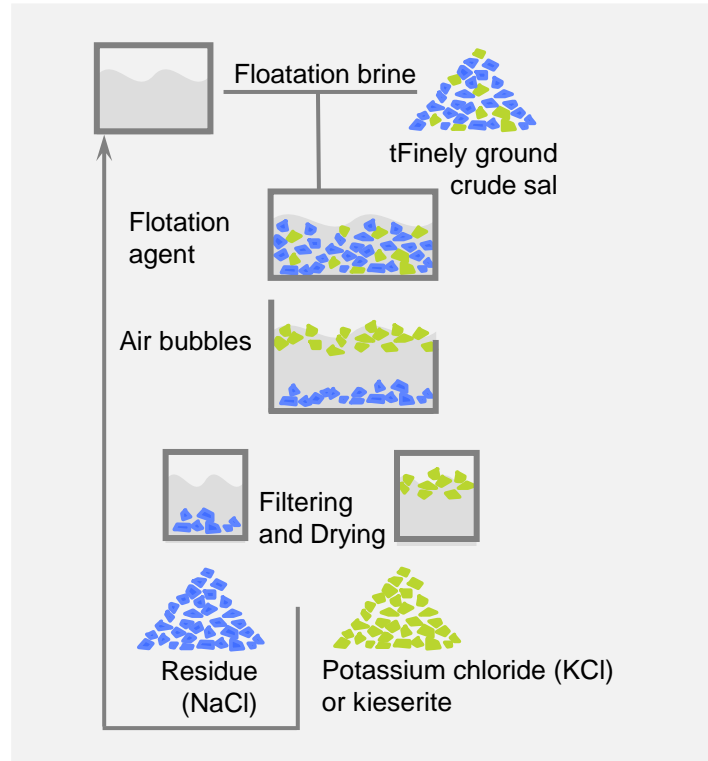 Floatation brine
tFinely ground
crude sal
Flotation
agent
Air bubbles
Filtering
and Drying
Residue
(NaCl)
Potassium chloride (KCl)
or kieserite